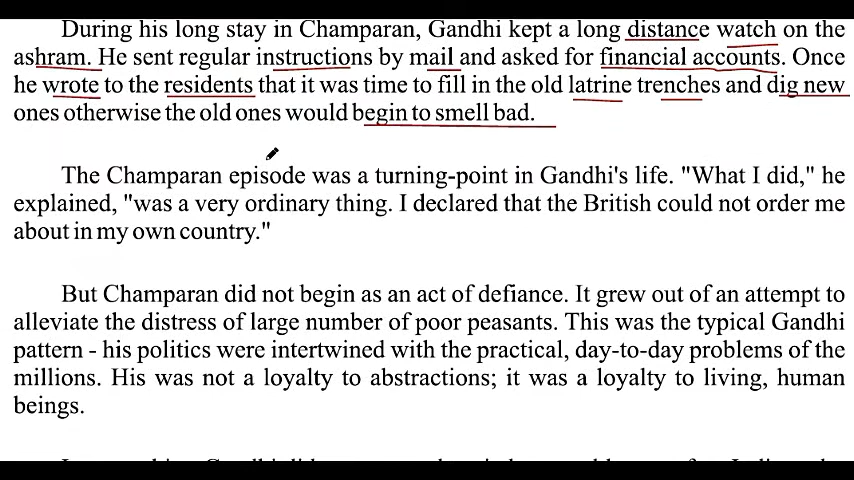 During his long stay in Champaran, Gandhi kept a long distance watch on the
ashram. He sent regular instructions by mail and asked for financial accounts. Once
he wrote to the residents that it was time to fill in the old latrine trenches and dig new
ones otherwise the old ones would begin to smell bad.
The Champaran episode was a turning-point in Gandhi's life. "What I did," he
explained, "was a very ordinary thing. I declared that the British could not order me
about in my own country."
But Champaran did not begin as an act of defiance. It grew out of an attempt to
alleviate the distress of large number of poor peasants. This was the typical Gandhi
pattern - his politics were intertwined with the practical, day-to-day problems of the
millions. His was not a loyalty to abstractions; it was a loyalty to living, human
beings.